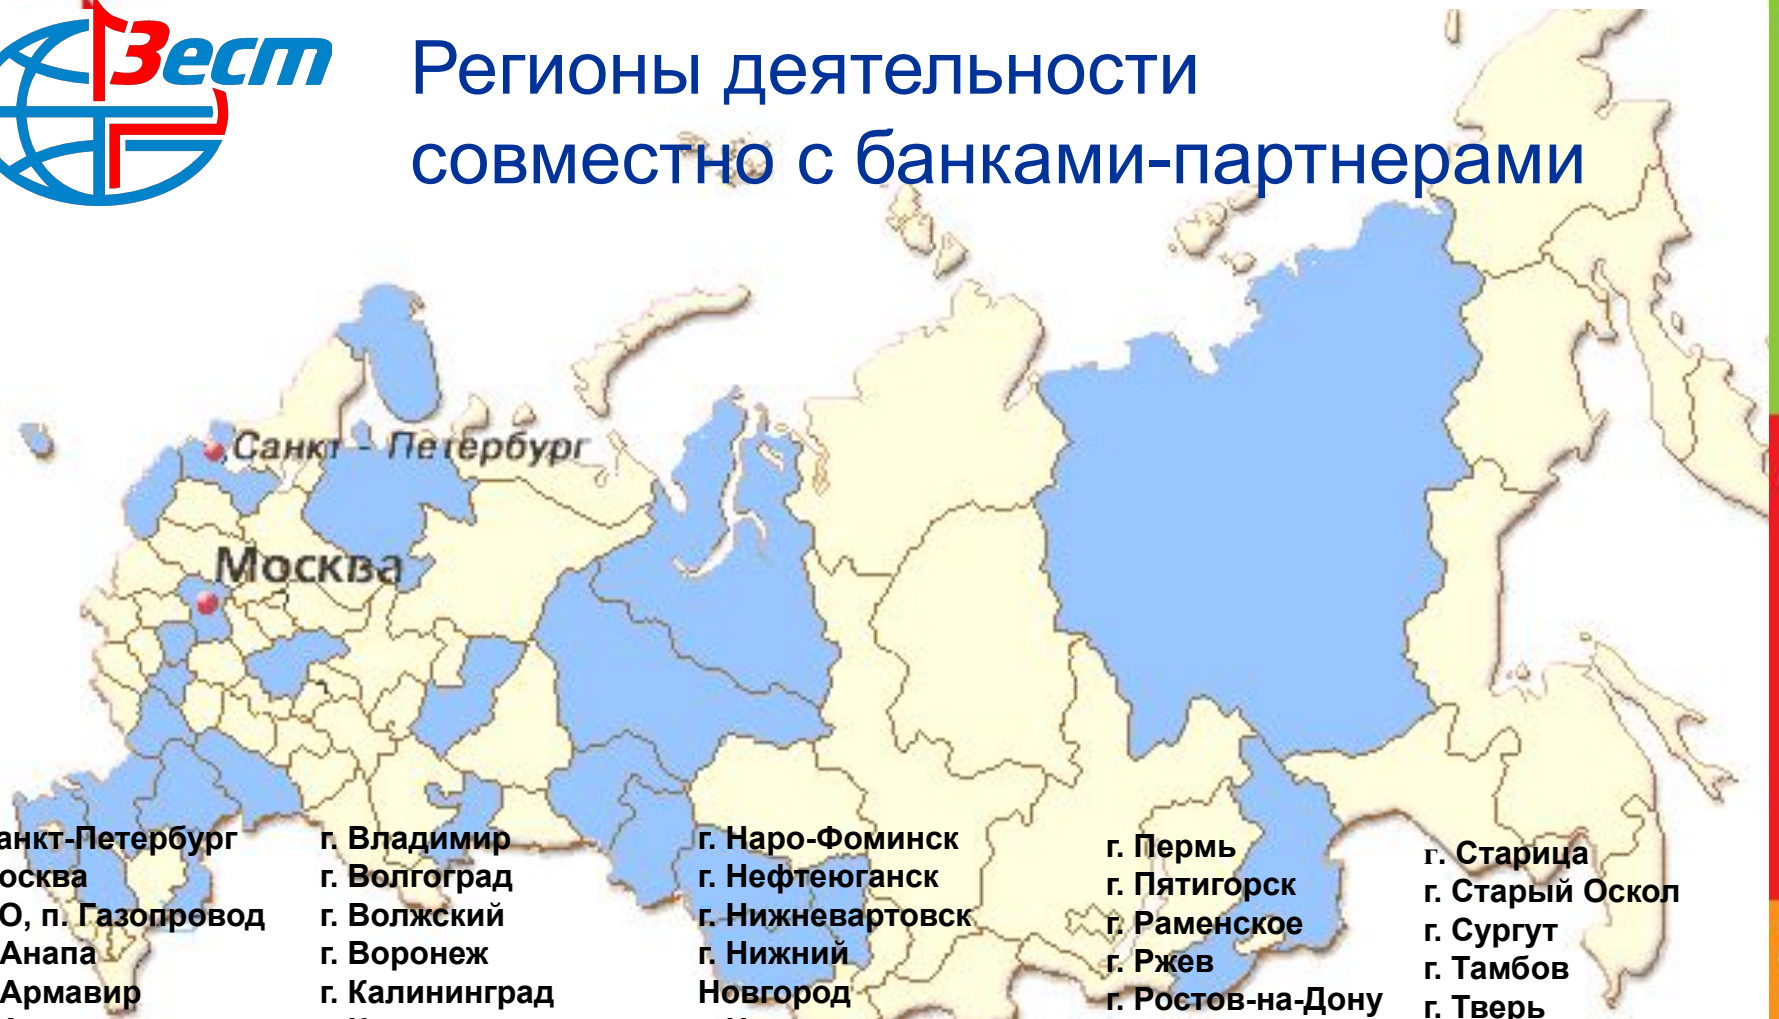 Зест
Регионы деятельности
совместно с банками-партнерами
Санкт - Петербург
Москва
анкт-Петербург
осква
О, п. Газопровод
Анапа
Армавир
г. Владимир
г. Волгоград
г. Волжский
г. Воронеж
г. Калининград
г. Наро-Фоминск
г. Нефтеюганск
г. Нижневартовск
г. Нижний
Новгород
г. Пермь
г. Пятигорск
г. Раменское
г. Ржев
г. Ростов-на-Дону
г. Старица
г. Старый Оскол
г. Сургут
г. Тамбов
г. Тверь